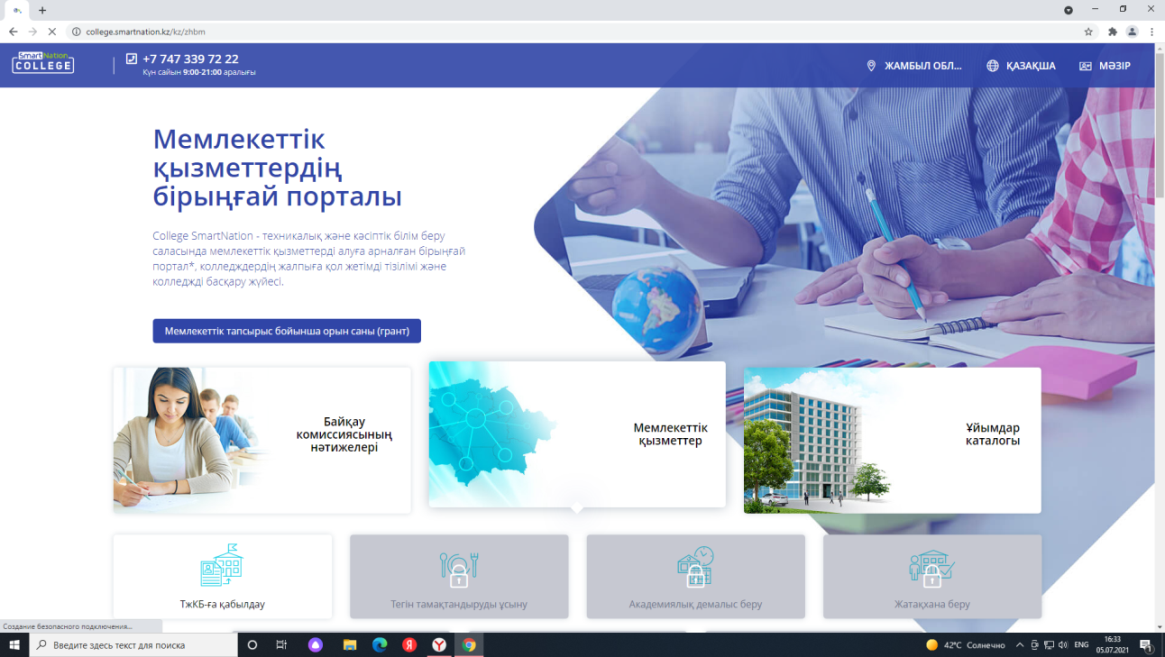 college.smartnation.kz/kz/zhbm
SmartNation
COLLEGE
+7 747 339 72 22
Күн сайын 9:00-21:00 аралығы
ЖАМБЫЛ ОБЛ...
ҚАЗАҚША
МӘЗІР
Мемлекеттік
қызметтердің
бірыңғай порталы
College SmartNation - техникалық және кәсіптік білім беру
саласында мемлекеттік қызметтерді алуға арналған бірыңғай
портал*, колледждердің жалпыға қол жетімді тізілімі және
колледжді басқару жүйесі.
Мемлекеттік тапсырыс бойынша орын саны (грант)
Байқау
комиссиясының
нәтижелері
Мемлекеттік
қызметтер
Ұйымдар
каталогы
ТжКБ-ға қабылдау
Тегін тамақтандыруды ұсыну
Академиялық демалыс беру
Жатақхана беру
Создание безопасного подключения...
Введите здесь текст для поиска
42°C Солнечно
ENG
16:33
05.07.2021